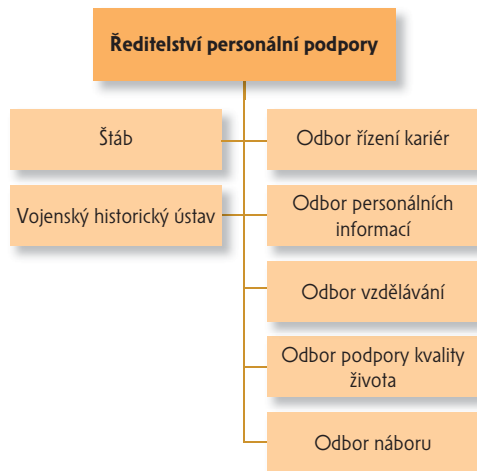 Ředitelství personální podpory
Štáb
Odbor řízení kariér
Vojenský historický ústav
Odbor personálních
informací
Odbor vzdělávání
Odbor podpory kvality
života
Odbor náboru